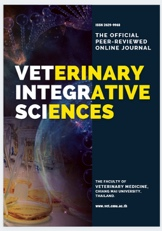 ISSN 2629-9968
THE OFFICIAL
PEER-REVIEWED
ONLINE JOURNAL
VETERINARY
INTEGRATIVE
SCIENCES
THE FACULTY OF
VETERINARY MEDICINE,
CHIANG MAI UNIVERSITY,
THAILAND
www.vet.cmu.ac.th